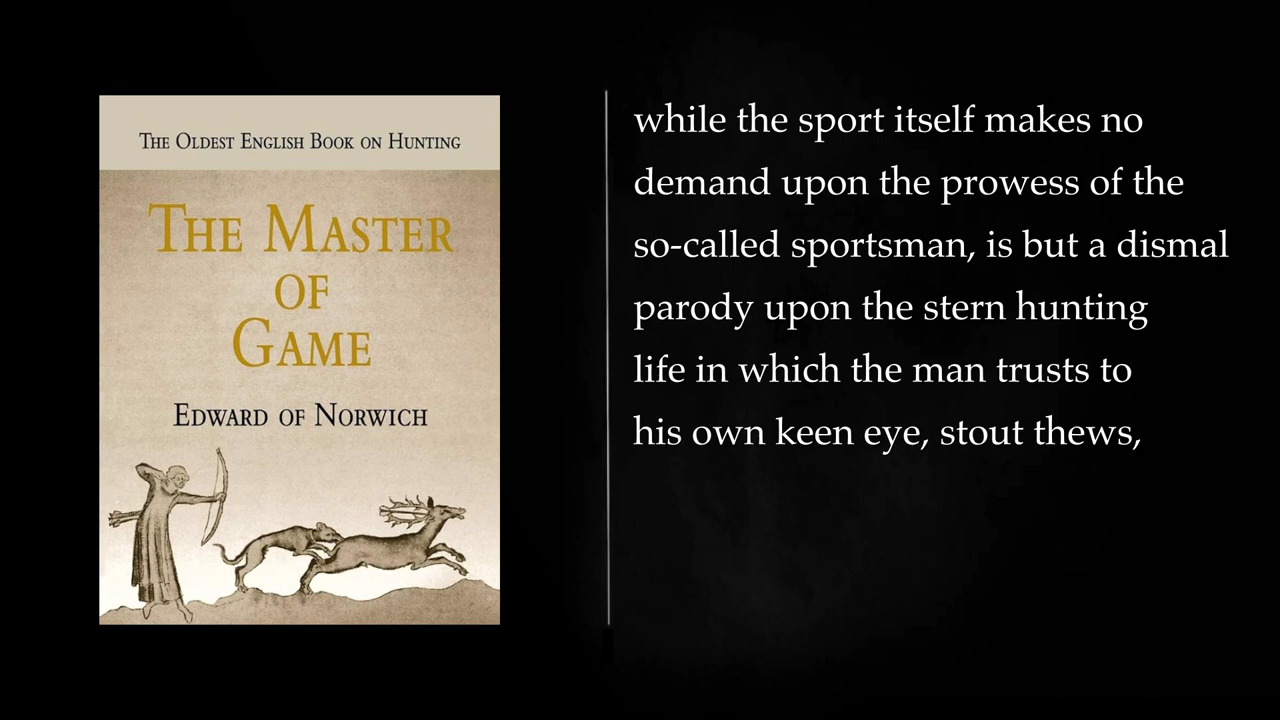 The Oldest English Book on Hunting
The Master
of
Game
Edward of Norwich
while the sport itself makes no
demand upon the prowess of the
so-called sportsman, is but a dismal
parody upon the stern hunting
life in which the man trusts to
his own keen eye, stout thews,